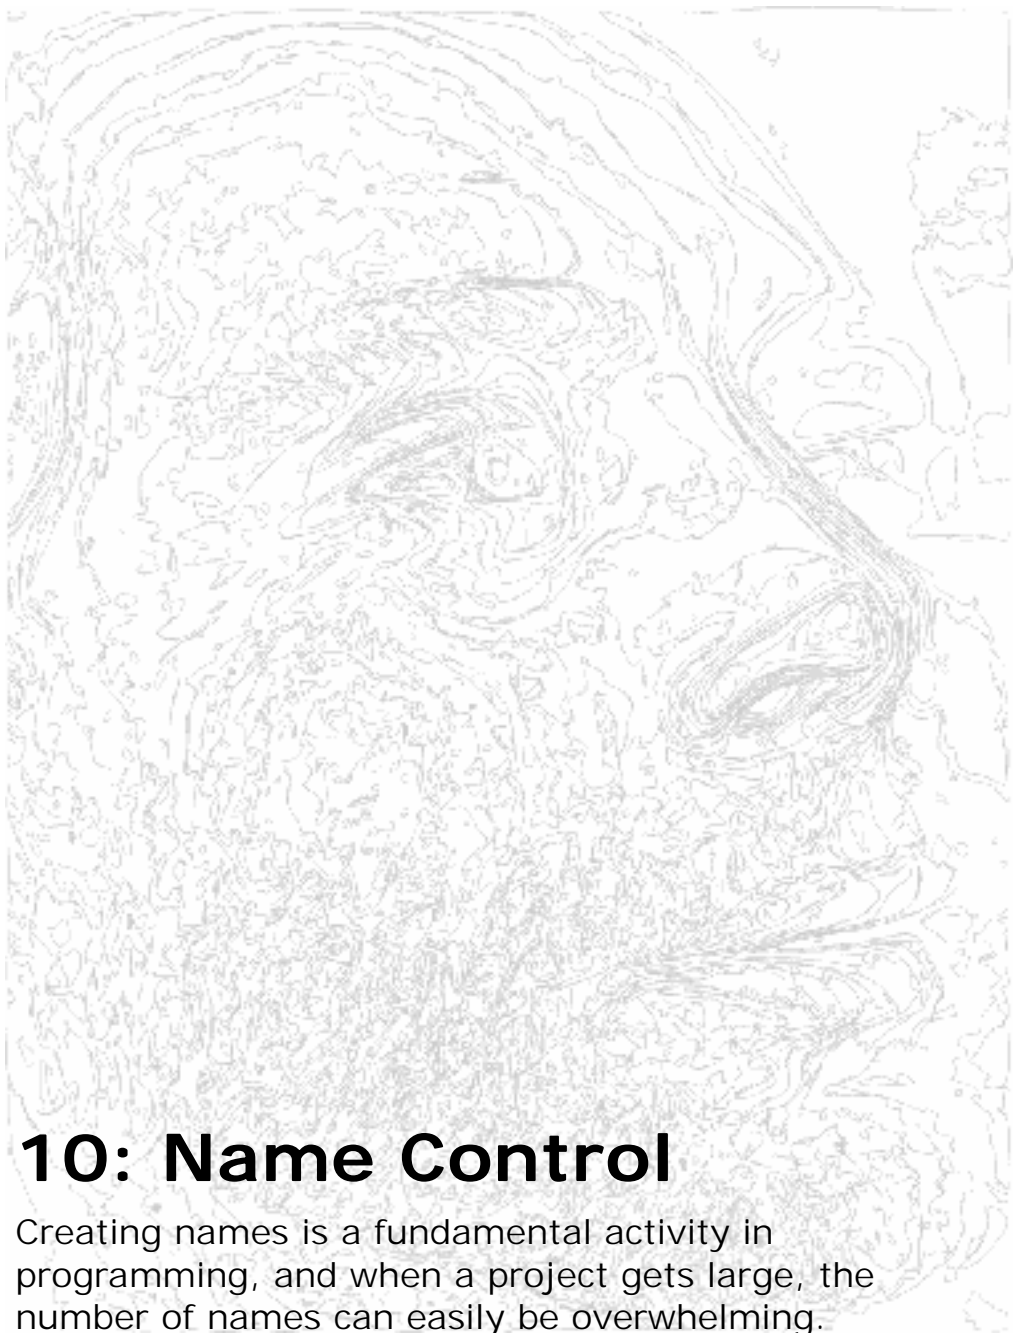 10: Name Control
Creating names is a fundamental activity in
programming, and when a project gets large, the
number of names can easily be overwhelming.